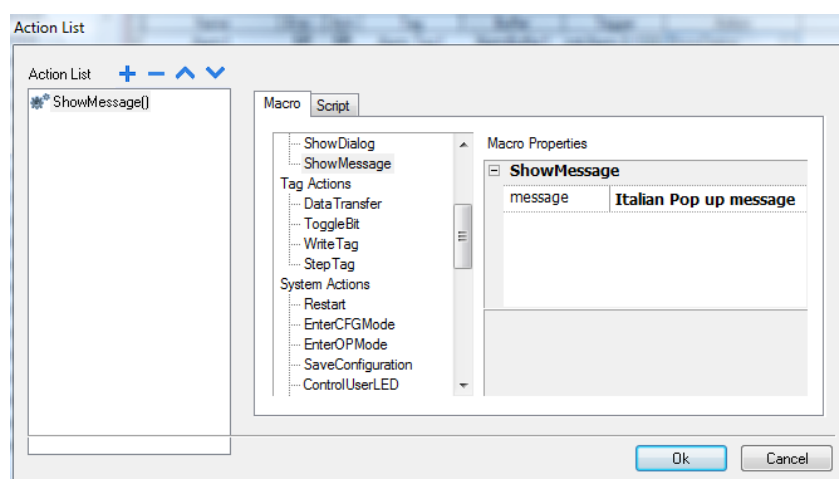 Action List
Action List
ShowMessage()
Macro Script
ShowDialog
ShowMessage
Tag Actions
DataTransfer
ToggleBit
WriteTag
StepTag
System Actions
Restart
EnterCFGMode
EnterOPMode
SaveConfiguration
ControlUserLED
Macro Properties
ShowMessage
message Italian Pop up message
Ok Cancel